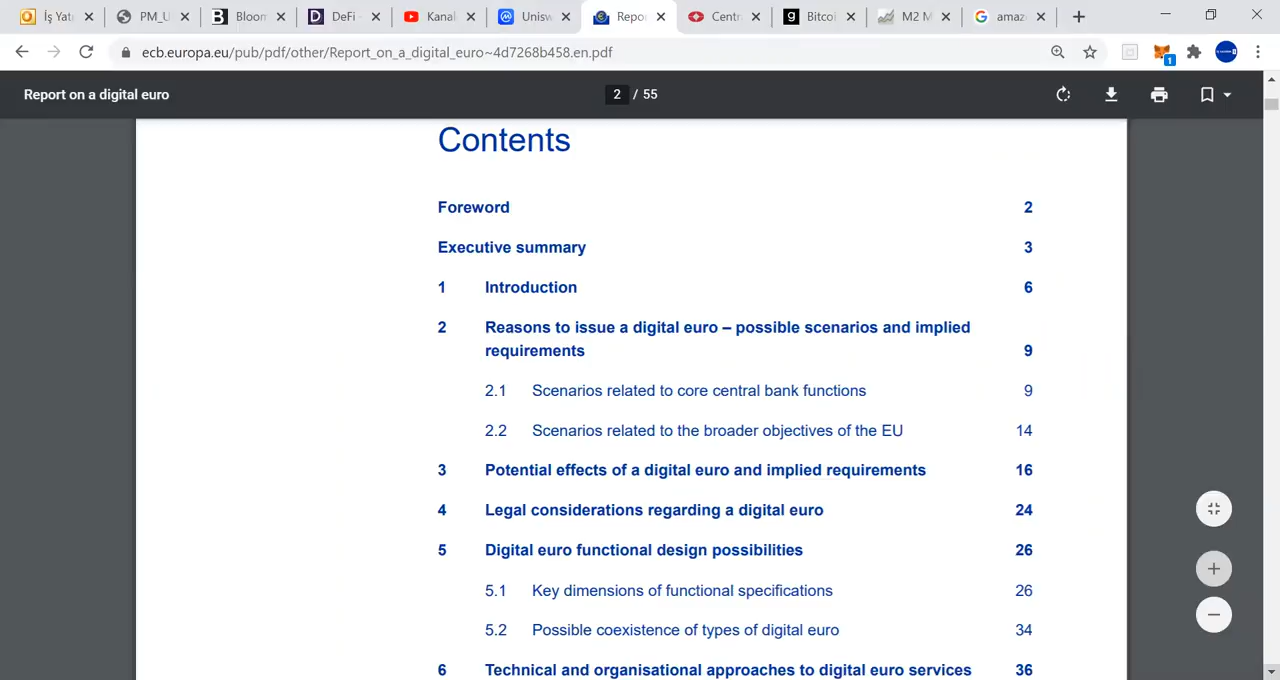 İş Yatı
PM_U
Bloom
DeFi -
Kanal
Unisw
Repo
Centr
Bitcoi
M2 M
amaz
ecb.europa.eu/pub/pdf/other/Report_on_a_digital_euro~4d7268b458.en.pdf
1
Report on a digital euro
2 / 55
Contents
Foreword 2
Executive summary 3
1 Introduction 6
2 Reasons to issue a digital euro – possible scenarios and implied
requirements 9
2.1 Scenarios related to core central bank functions 9
2.2 Scenarios related to the broader objectives of the EU 14
3 Potential effects of a digital euro and implied requirements 16
4 Legal considerations regarding a digital euro 24
5 Digital euro functional design possibilities 26
5.1 Key dimensions of functional specifications 26
5.2 Possible coexistence of types of digital euro 34
6 Technical and organisational approaches to digital euro services 36